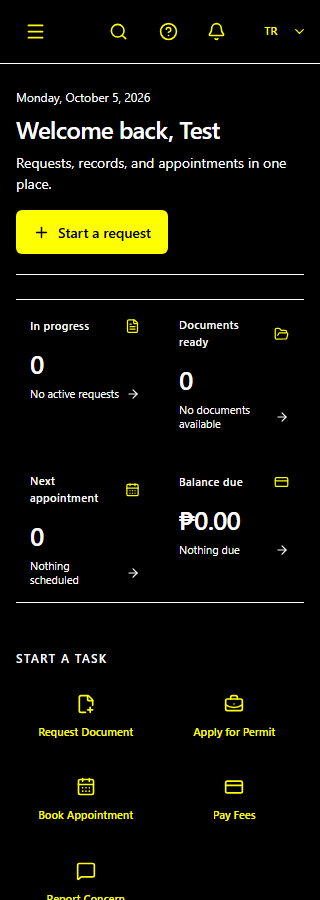 TR
Monday, October 5, 2026
Welcome back, Test
Requests, records, and appointments in one
place.
Start a request
In progress
0
No active requests
Documents
ready
0
No documents
available
Next
appointment
0
Nothing
scheduled
Balance due
₱0.00
Nothing due
START A TASK
Request Document
Apply for Permit
Book Appointment
Pay Fees
Report Concern